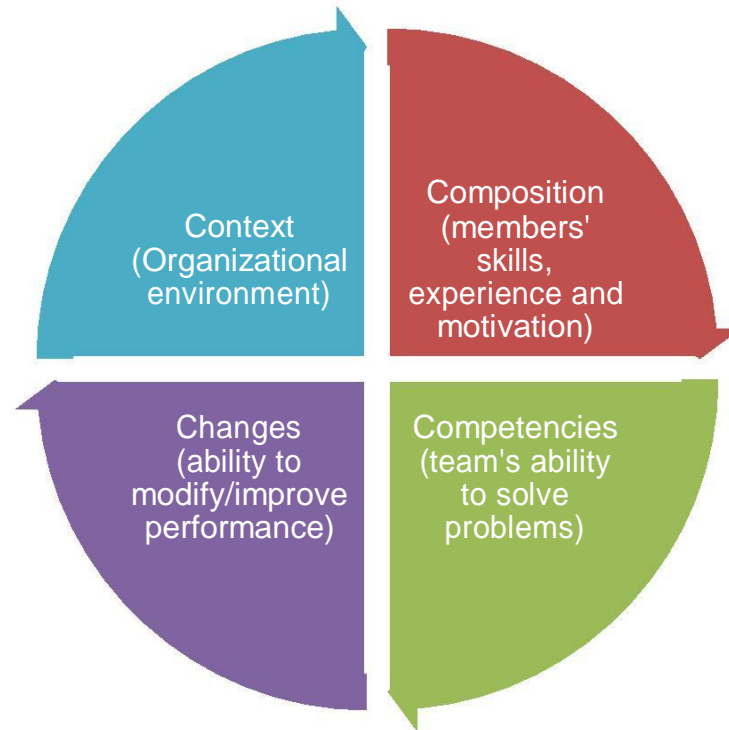 Context
(Organizational
environment)
Composition
(members'
skills,
experience and
motivation)
Changes
(ability to
modify/improve
performance)
Competencies
(team's ability
to solve
problems)